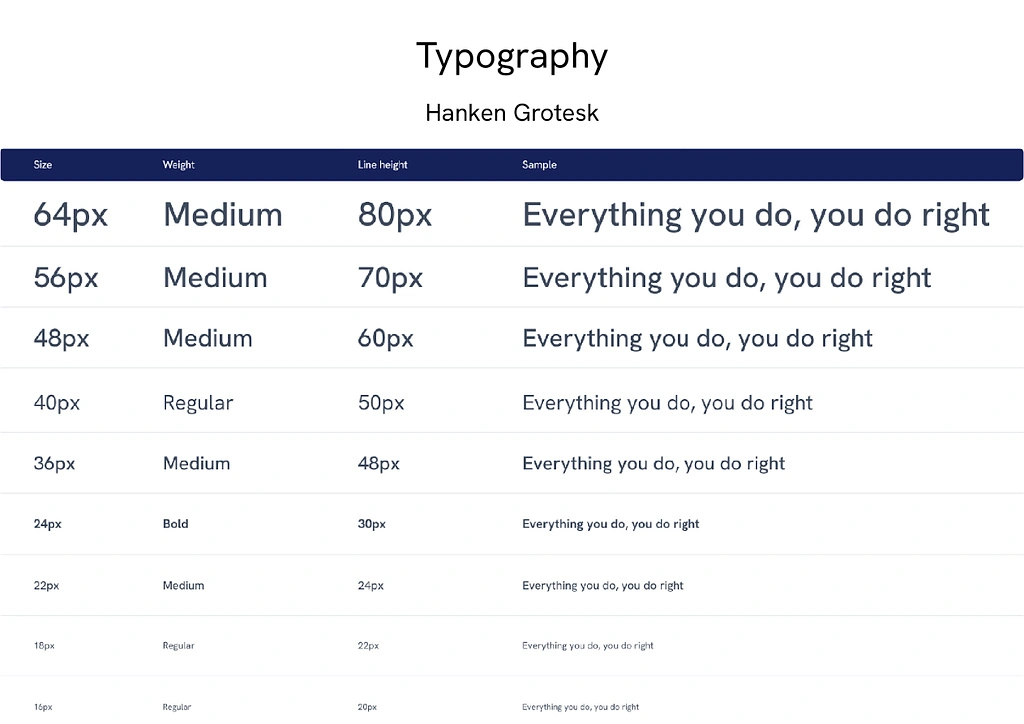 Typography
Hanken Grotesk
Size Weight Line height Sample
64px Medium 80px Everything you do, you do right
56px Medium 70px Everything you do, you do right
48px Medium 60px Everything you do, you do right
40px Regular 50px Everything you do, you do right
36px Medium 48px Everything you do, you do right
24px Bold 30px Everything you do, you do right
22px Medium 24px Everything you do, you do right
18px Regular 22px Everything you do, you do right
16px Regular 20px Everything you do, you do right